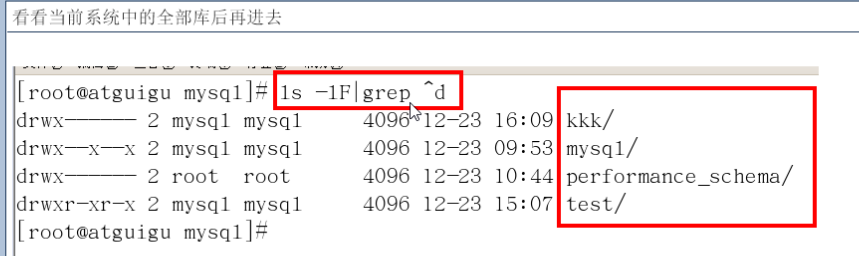 看看当前系统中的全部库后再进去
[root@atguigu mysql]# ls -lF|grep ^d
drwx------ 2 mysql mysql 4096 12-23 16:09 kkk/
drwx--x--x 2 mysql mysql 4096 12-23 09:53 mysql/
drwx------ 2 root root 4096 12-23 10:44 performance_schema/
drwxr-xr-x 2 mysql mysql 4096 12-23 15:07 test/
[root@atguigu mysql]#